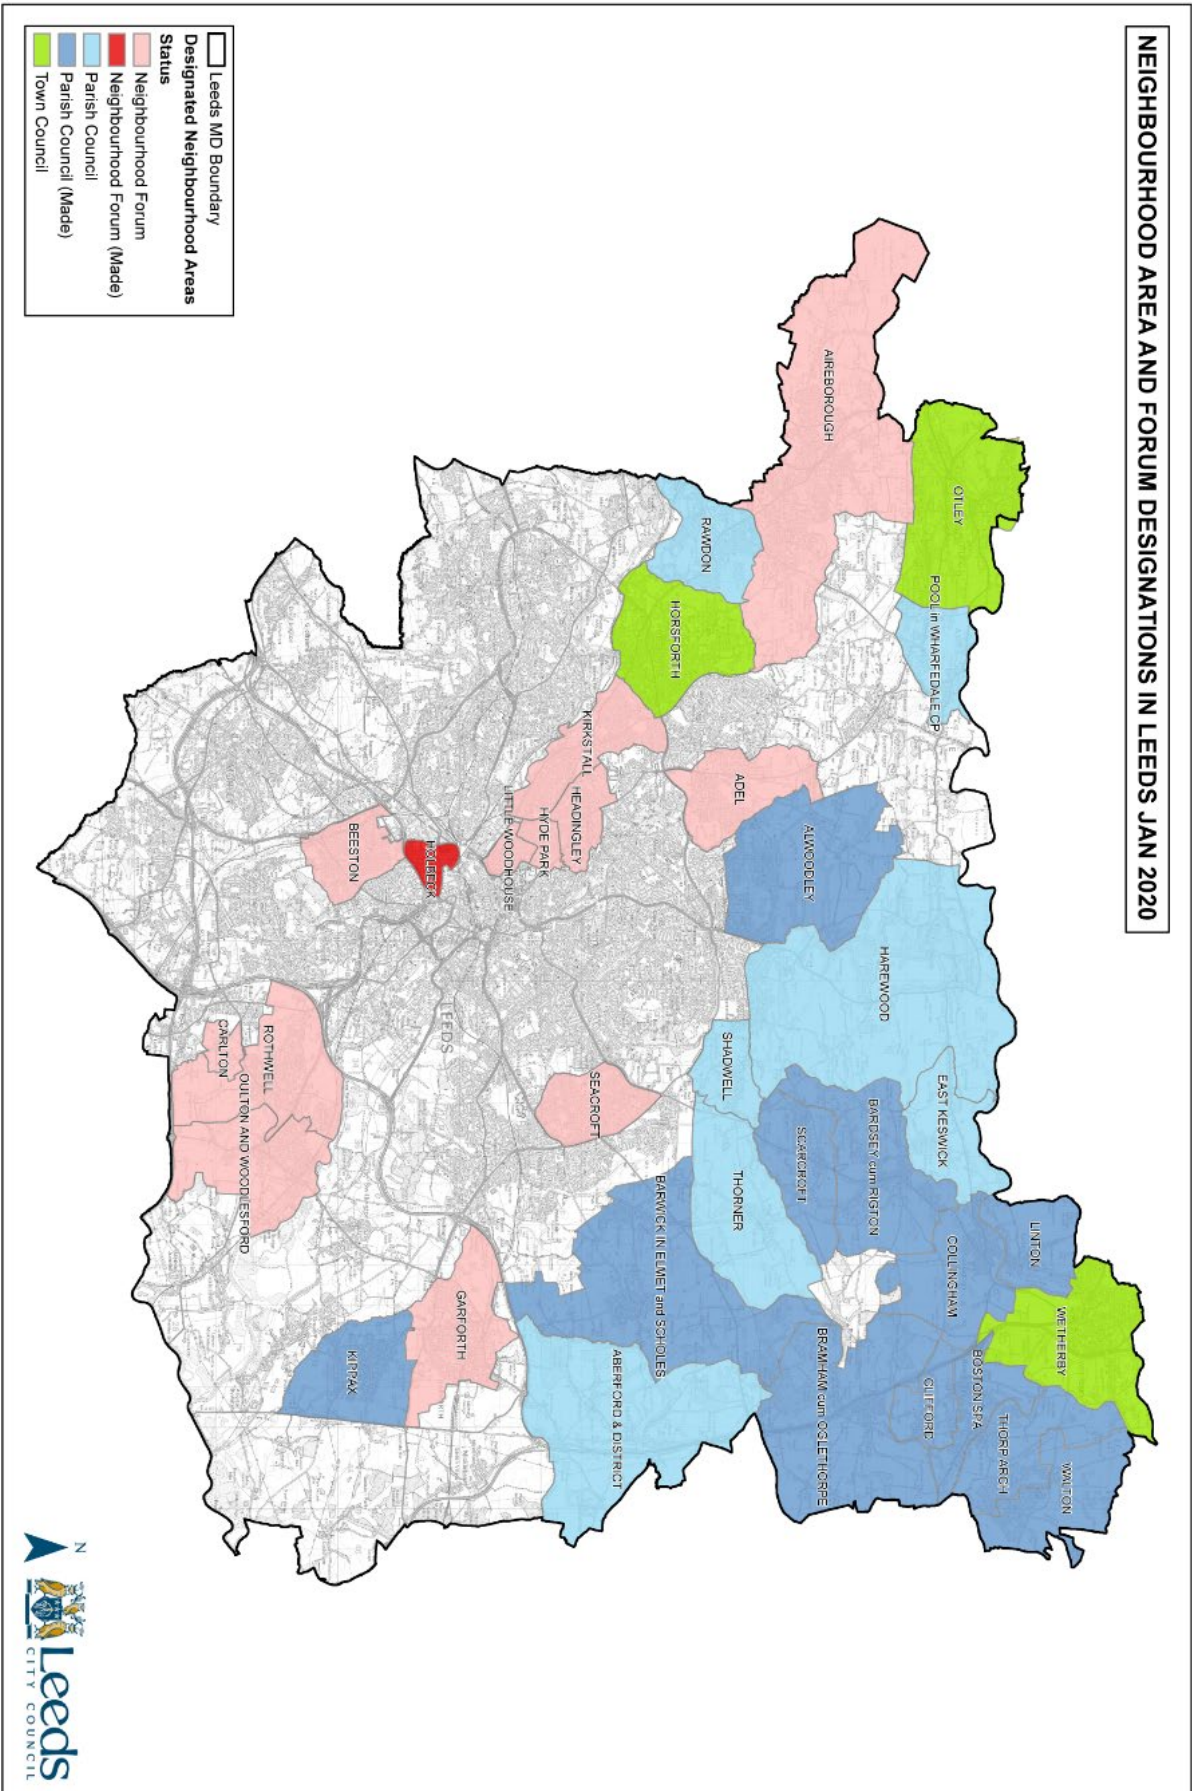 NEIGHBOURHOOD AREA AND FORUM DESIGNATIONS IN LEEDS JAN 2020
OTLEY
POOL in WHARFEDALE CP
AIREBOROUGH
RAWDON
HORSFORTH
KIRKSTALL
HEADINGLEY
HYDE PARK
LITTLE WOODHOUSE
ADEL
ALWOODLEY
HAREWOOD
EAST KESWICK
LINTON
WETHERBY
WALTON
THORP ARCH
BOSTON SPA
COLLINGHAM
CLIFFORD
BARDSEY cum RIGTON
SCARCROFT
BRAMHAM cum OGLETHORPE
SHADWELL
THORNER
BARWICK IN ELMET and SCHOLES
ABERFORD & DISTRICT
SEACROFT
LEEDS
HOLBECK
BEESTON
GARFORTH
KIPPAX
ROTHWELL
OULTON AND WOODLESFORD
CARLTON
Leeds MD Boundary
Designated Neighbourhood Areas
Status
Neighbourhood Forum
Neighbourhood Forum (Made)
Parish Council
Parish Council (Made)
Town Council
N
Leeds
CITY COUNCIL